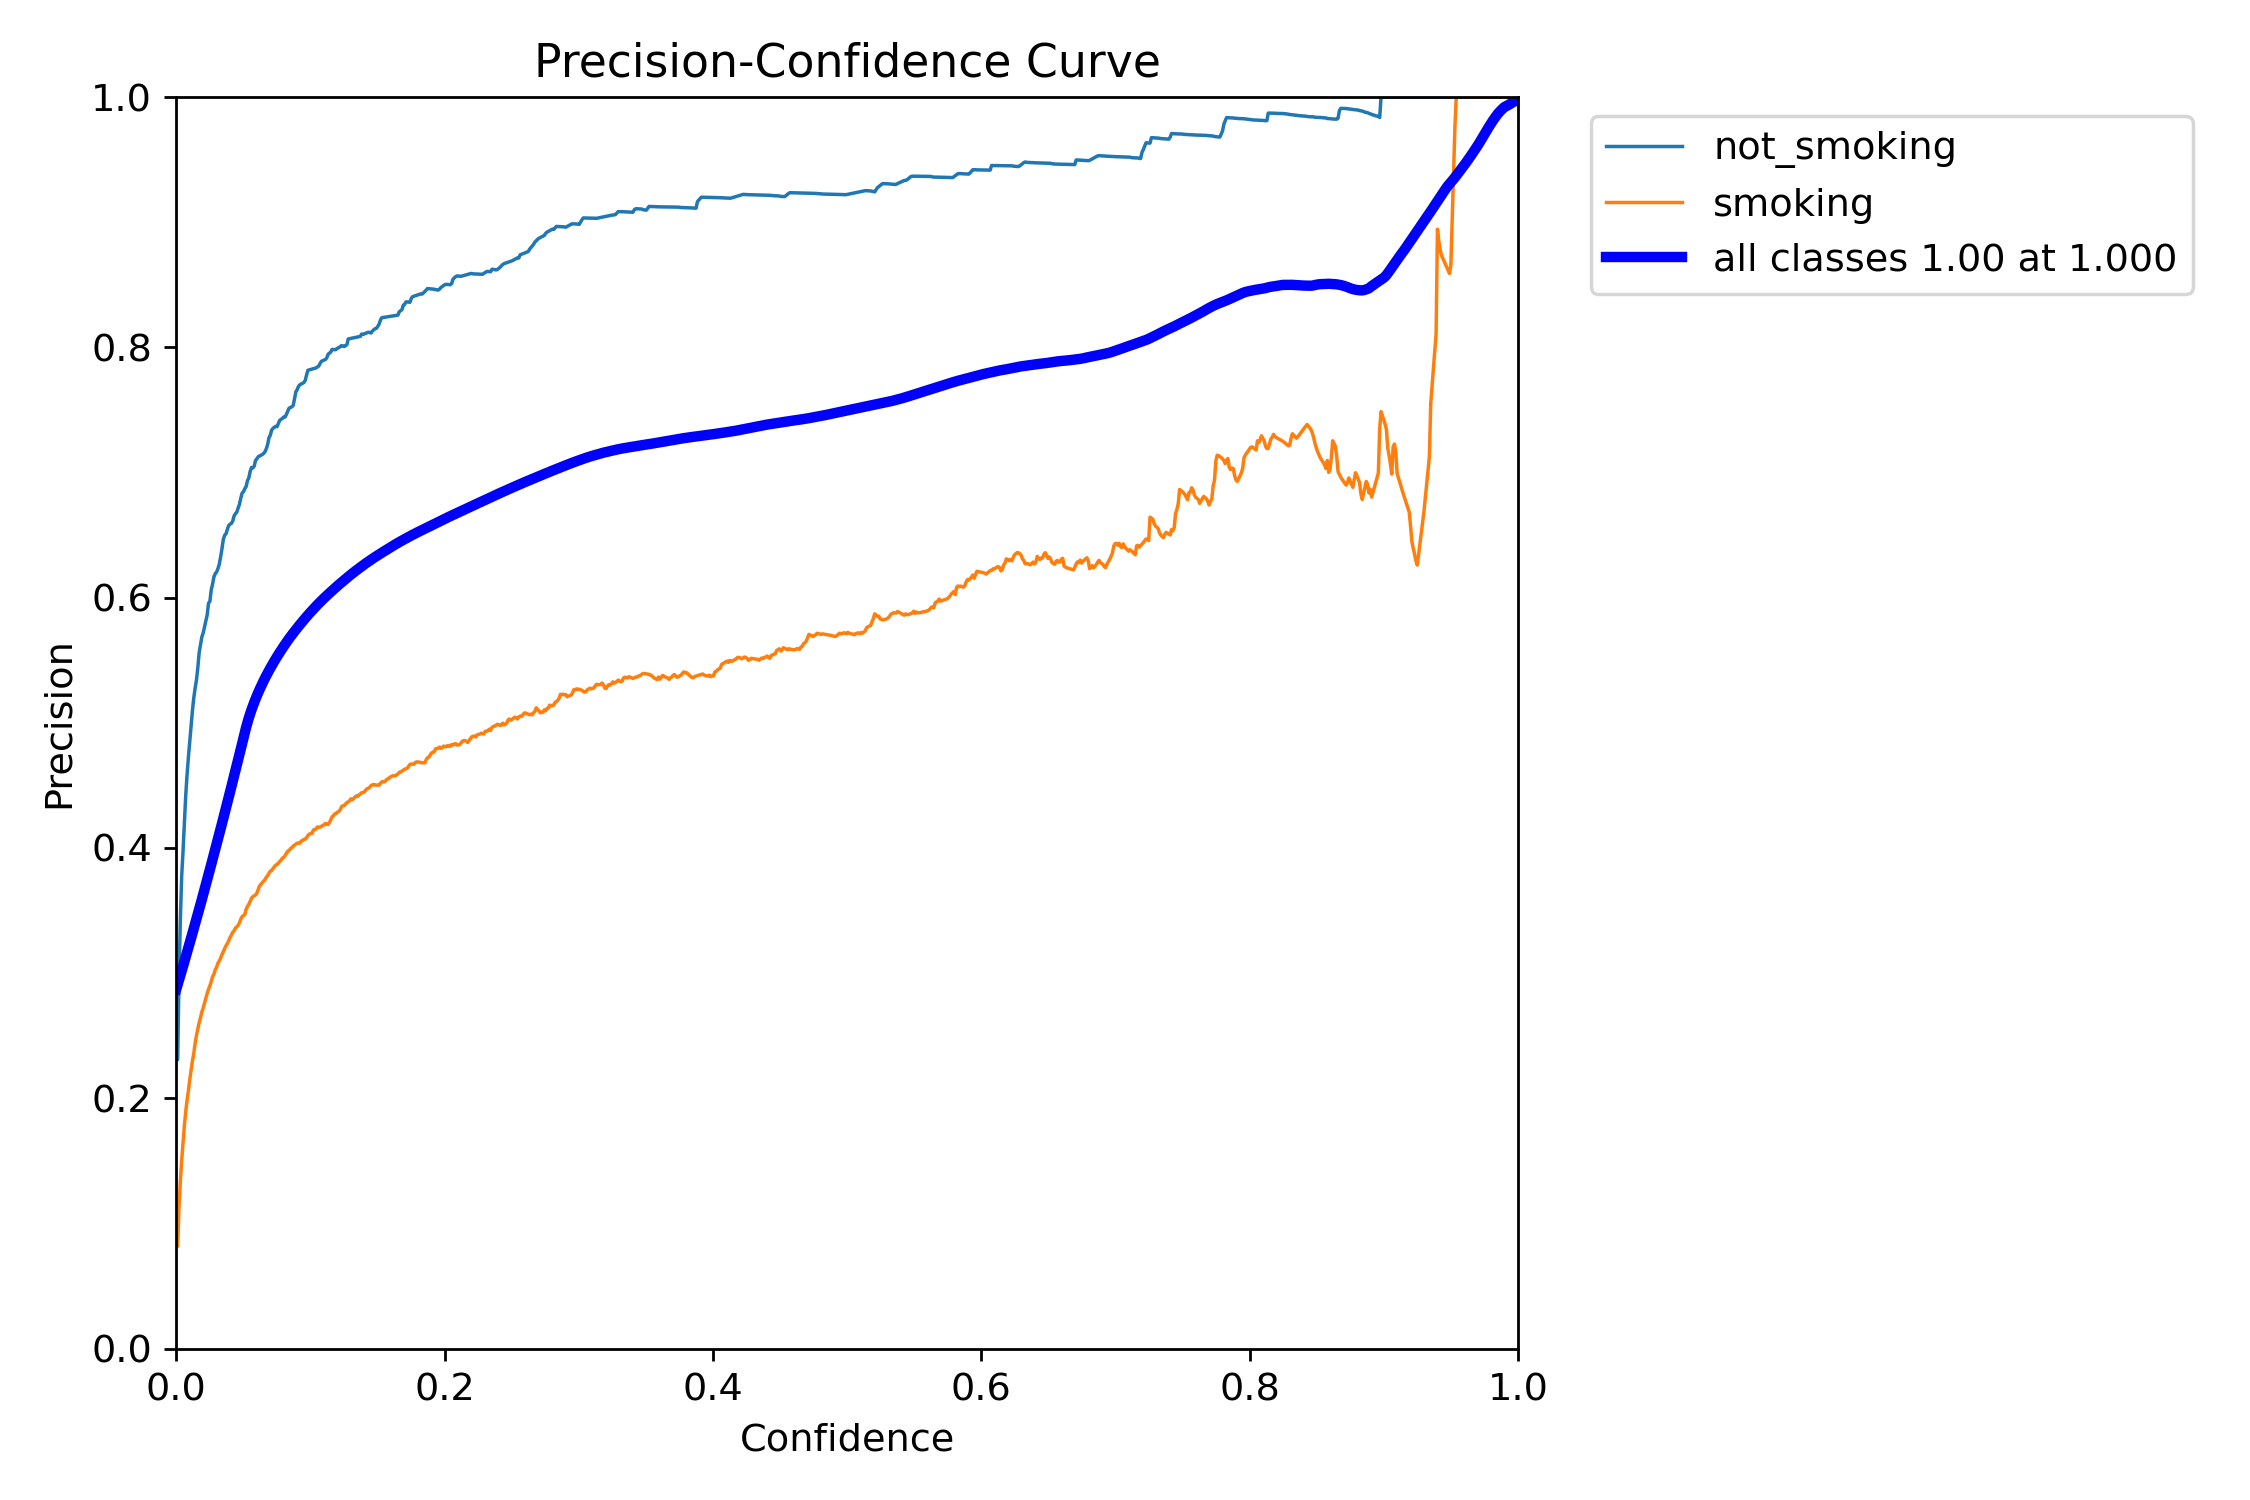 Precision-Confidence Curve
1.0
0.8
0.6
0.4
0.2
0.0
Precision
0.0 0.2 0.4 0.6 0.8 1.0
Confidence
not_smoking
smoking
all classes 1.00 at 1.000